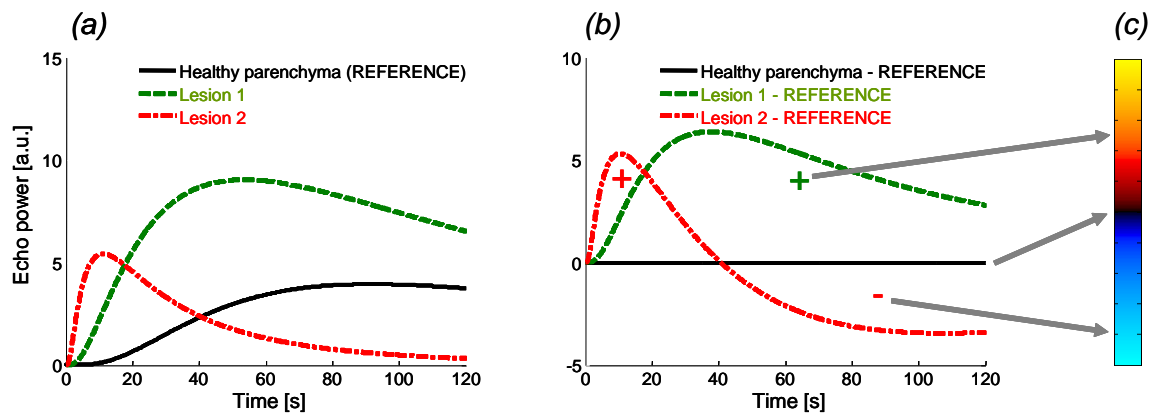 (a)
15
10
5
0
Echo power [a.u.]
Healthy parenchyma (REFERENCE)
Lesion 1
Lesion 2
0 20 40 60 80 100 120
Time [s]
(b)
10
5
0
-5
Healthy parenchyma - REFERENCE
Lesion 1 - REFERENCE
Lesion 2 - REFERENCE
+
+
-
0 20 40 60 80 100 120
Time [s]
(c)